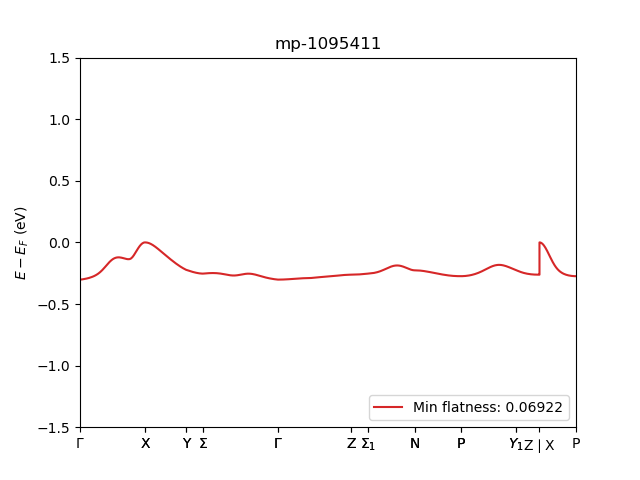 mp-1095411
1.5
1.0
0.5
0.0
−0.5
−1.0
−1.5
E − E_F (eV)
Min flatness: 0.06922
Γ X Y Σ Γ Z Σ₁ N P Y₁ Z | X P